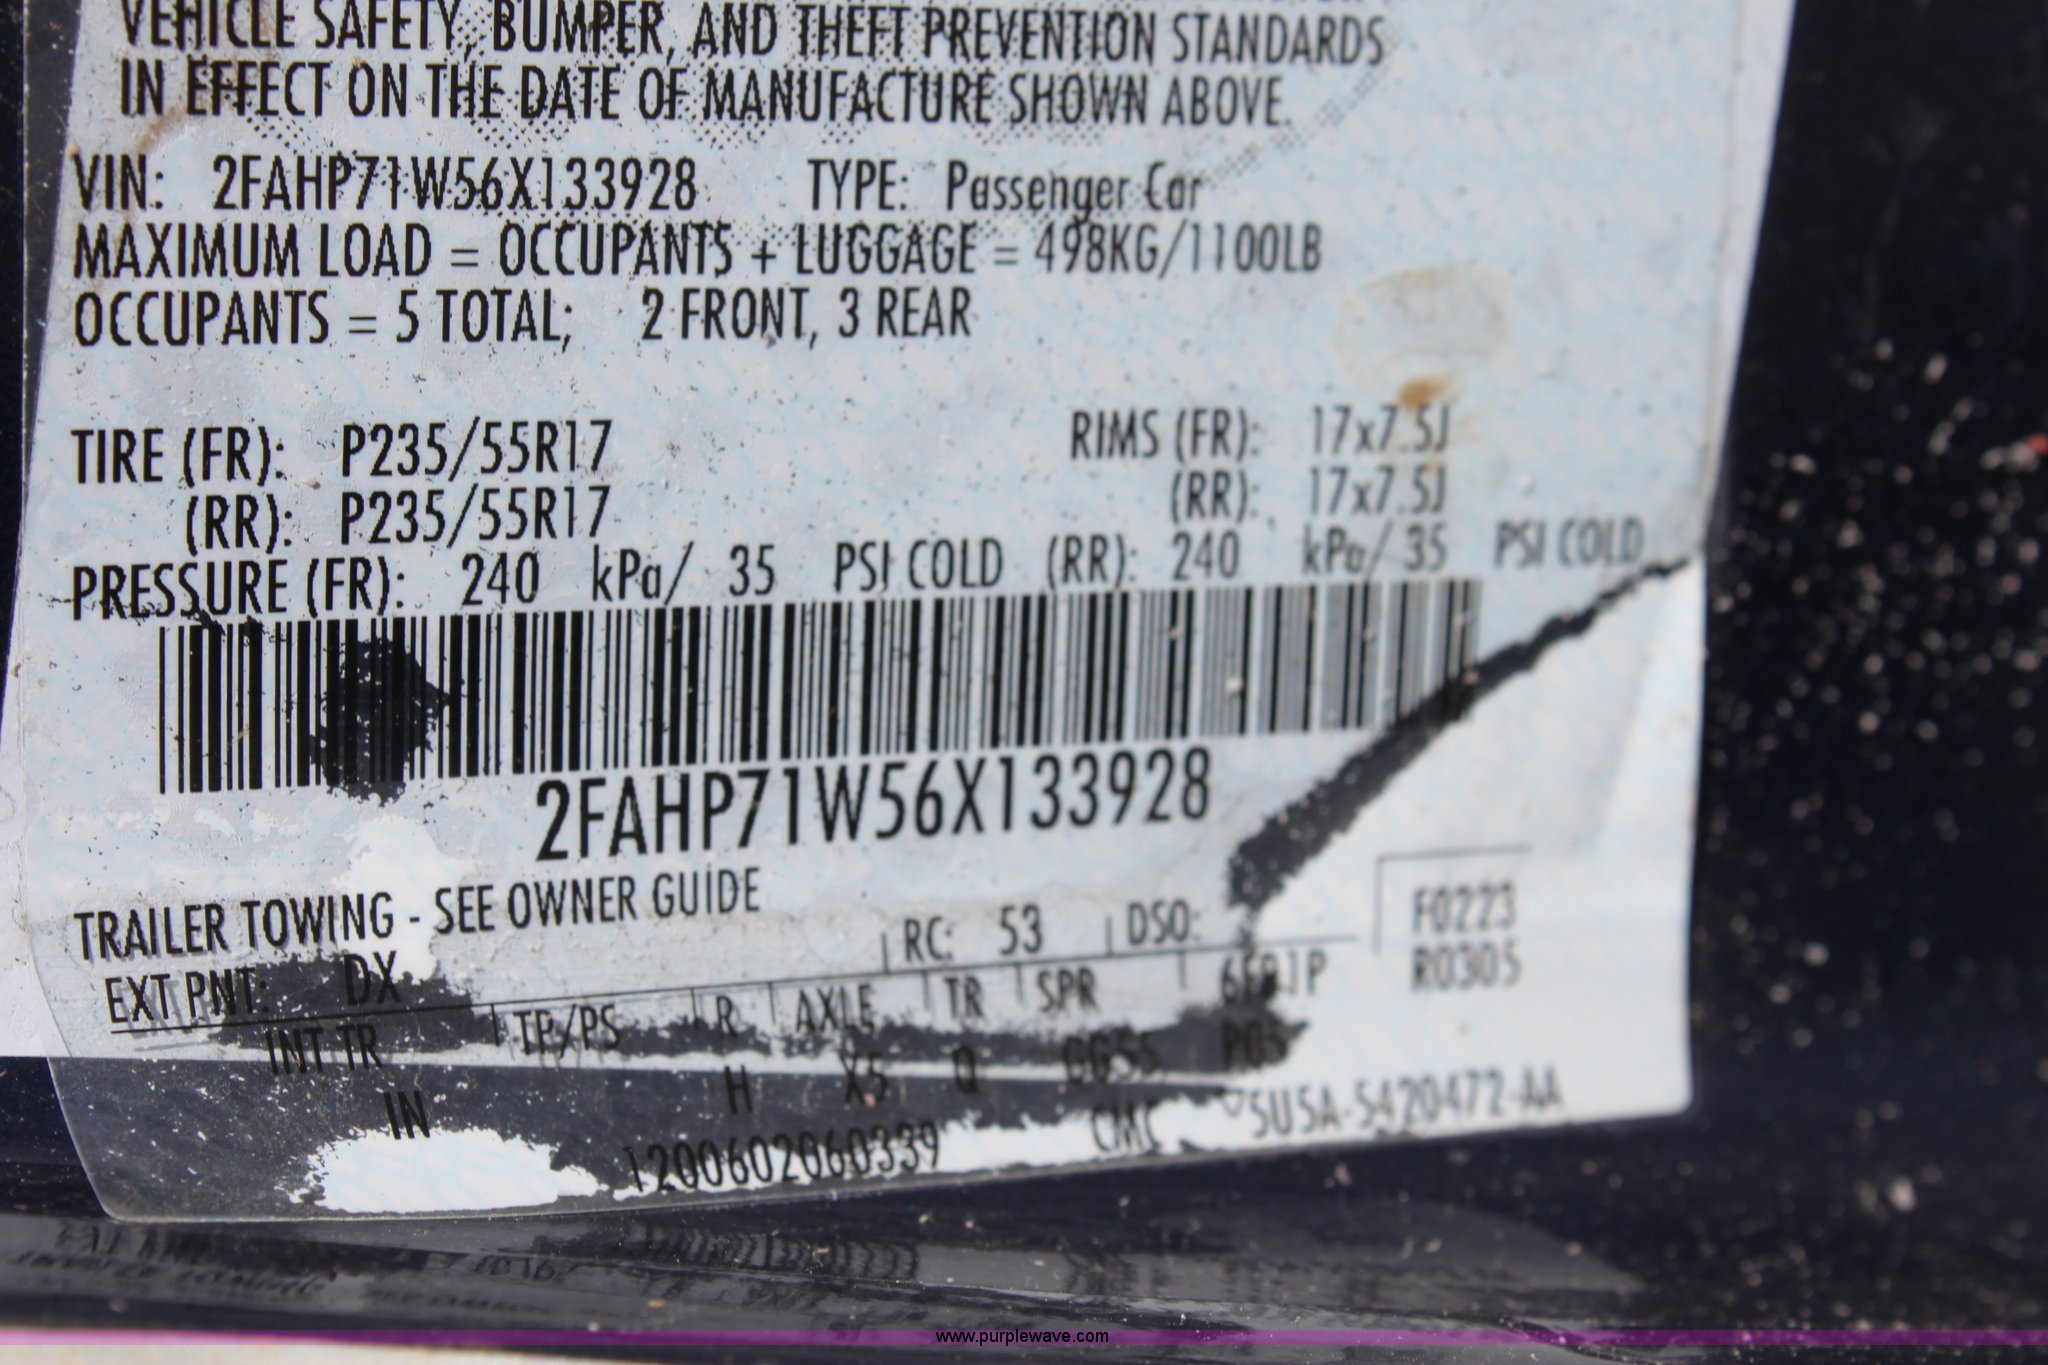 VEHICLE SAFETY, BUMPER, AND THEFT PREVENTION STANDARDS
IN EFFECT ON THE DATE OF MANUFACTURE SHOWN ABOVE.
VIN: 2FAHP71W56X133928 TYPE: Passenger Car
MAXIMUM LOAD = OCCUPANTS + LUGGAGE = 498KG/1100LB
OCCUPANTS = 5 TOTAL; 2 FRONT, 3 REAR
TIRE (FR): P235/55R17 RIMS (FR): 17x7.5J
(RR): P235/55R17 (RR): 17x7.5J
PRESSURE (FR): 240 kPa/ 35 PSI COLD (RR): 240 kPa/ 35 PSI COLD
2FAHP71W56X133928
TRAILER TOWING - SEE OWNER GUIDE
EXT PNT: DX RC: 53 DSO: F0223
R0305
INT TR TP/PS R AXLE TR SPR
IN H X5 Q GGSS
1200602060339 CMC 5U5A-5420472-AA
www.purplewave.com